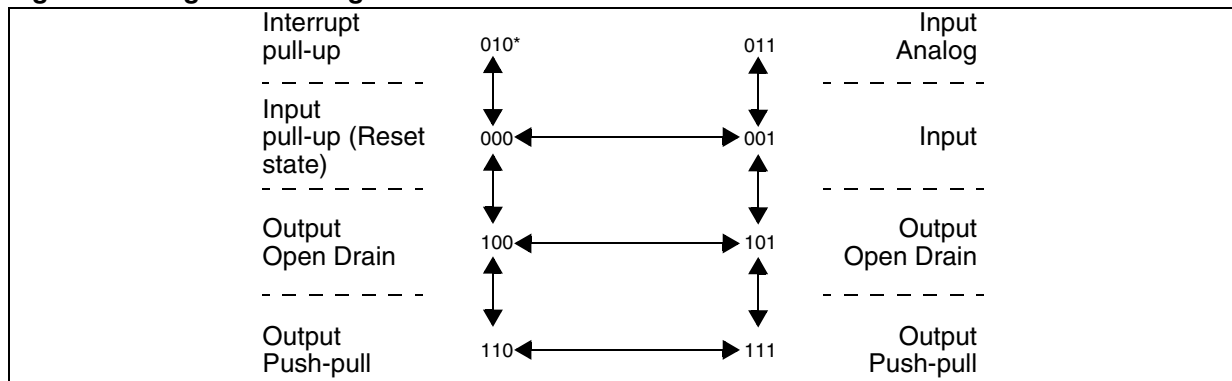 Interrupt
pull-up
010*
011
Input
Analog
Input
pull-up (Reset
state)
000
001
Input
Output
Open Drain
100
101
Output
Open Drain
Output
Push-pull
110
111
Output
Push-pull